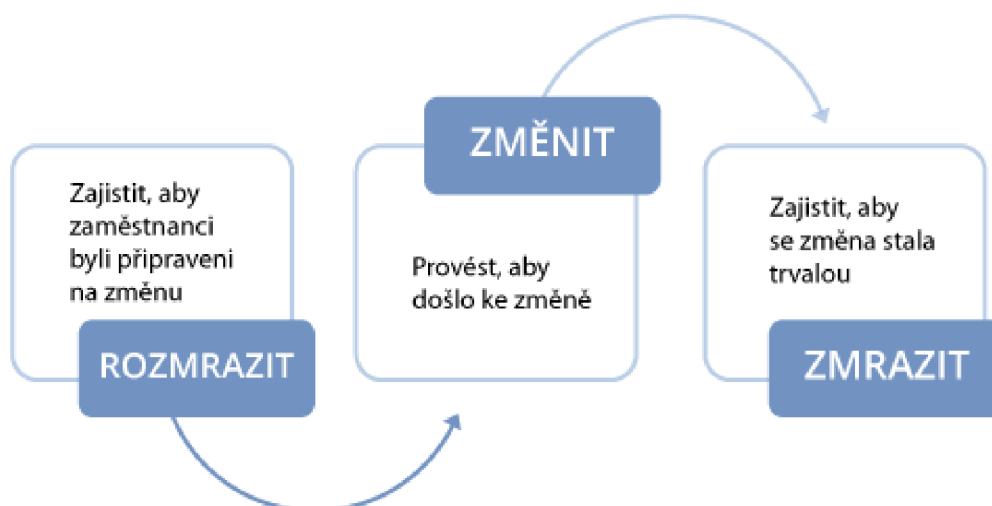 Zajistit, aby
zaměstnanci
byli připraveni
na změnu
ROZMRAZIT
ZMĚNIT
Provést, aby
došlo ke změně
Zajistit, aby
se změna stala
trvalou
ZMRAZIT